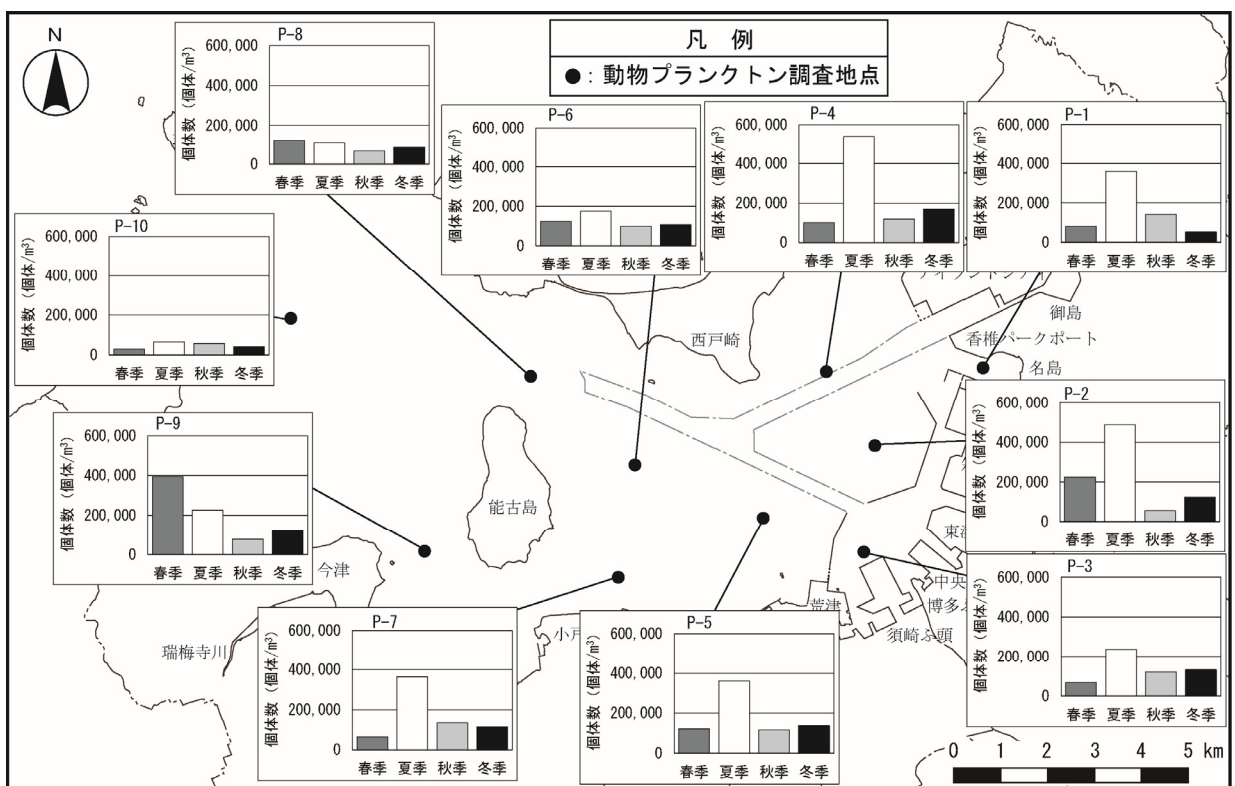 N
凡 例
●：動物プランクトン調査地点
P-8
個体数（個体/m³）
600,000
400,000
200,000
0
春季 夏季 秋季 冬季
P-6
個体数（個体/m³）
600,000
400,000
200,000
0
春季 夏季 秋季 冬季
P-4
個体数（個体/m³）
600,000
400,000
200,000
0
春季 夏季 秋季 冬季
P-1
個体数（個体/m³）
600,000
400,000
200,000
0
春季 夏季 秋季 冬季
P-10
個体数（個体/m³）
600,000
400,000
200,000
0
春季 夏季 秋季 冬季
御島
香椎パークポート
西戸崎
名島
P-2
個体数（個体/m³）
600,000
400,000
200,000
0
春季 夏季 秋季 冬季
P-9
個体数（個体/m³）
600,000
400,000
200,000
0
春季 夏季 秋季 冬季
能古島
今津
東
中央
荒津
博多
須崎ふ頭
P-3
個体数（個体/m³）
600,000
400,000
200,000
0
春季 夏季 秋季 冬季
瑞梅寺川
小戸
P-7
個体数（個体/m³）
600,000
400,000
200,000
0
春季 夏季 秋季 冬季
P-5
個体数（個体/m³）
600,000
400,000
200,000
0
春季 夏季 秋季 冬季
0 1 2 3 4 5 km